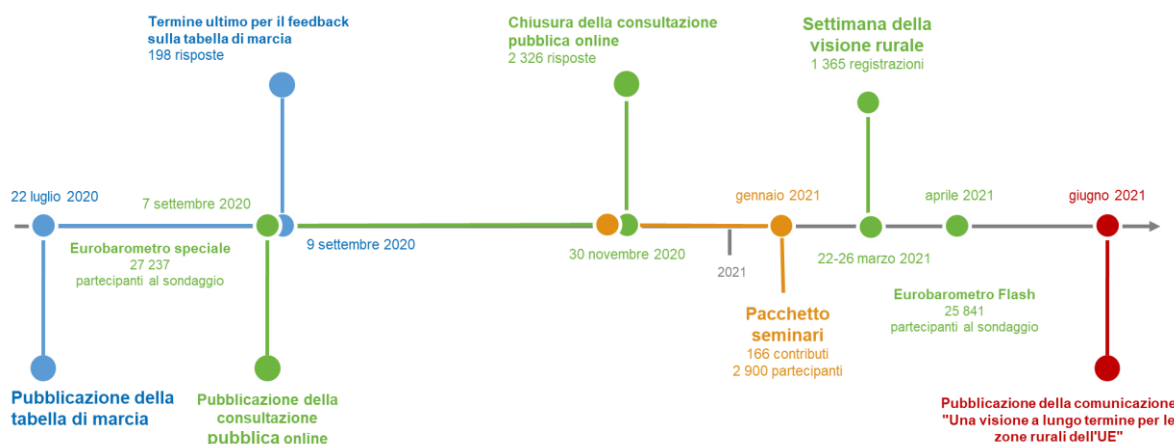 Termine ultimo per il feedback
sulla tabella di marcia
198 risposte
Chiusura della consultazione
pubblica online
2 326 risposte
Settimana della
visione rurale
1 365 registrazioni
22 luglio 2020
7 settembre 2020
gennaio 2021
aprile 2021
giugno 2021
Eurobarometro speciale
27 237
partecipanti al sondaggio
9 settembre 2020
30 novembre 2020
2021
22-26 marzo 2021
Eurobarometro Flash
25 841
partecipanti al sondaggio
Pacchetto
seminari
166 contributi
2 900 partecipanti
Pubblicazione della
tabella di marcia
Pubblicazione della
consultazione
pubblica online
Pubblicazione della comunicazione
"Una visione a lungo termine per le
zone rurali dell'UE"